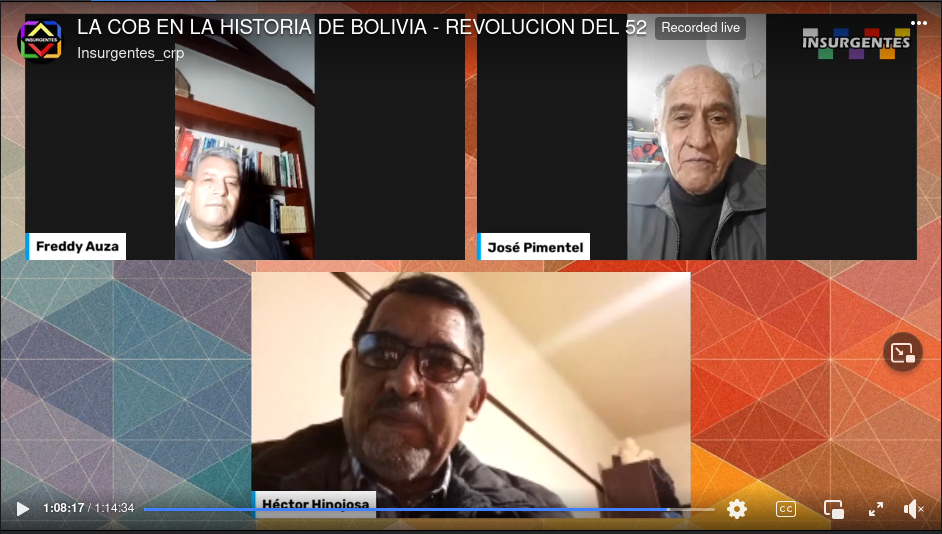 LA COB EN LA HISTORIA DE BOLIVIA - REVOLUCION DEL 52
Recorded live
Insurgentes_crp
INSURGENTES
INSURGENTES
Freddy Auza
José Pimentel
Héctor Hinojosa
1:08:17 / 1:14:34
CC